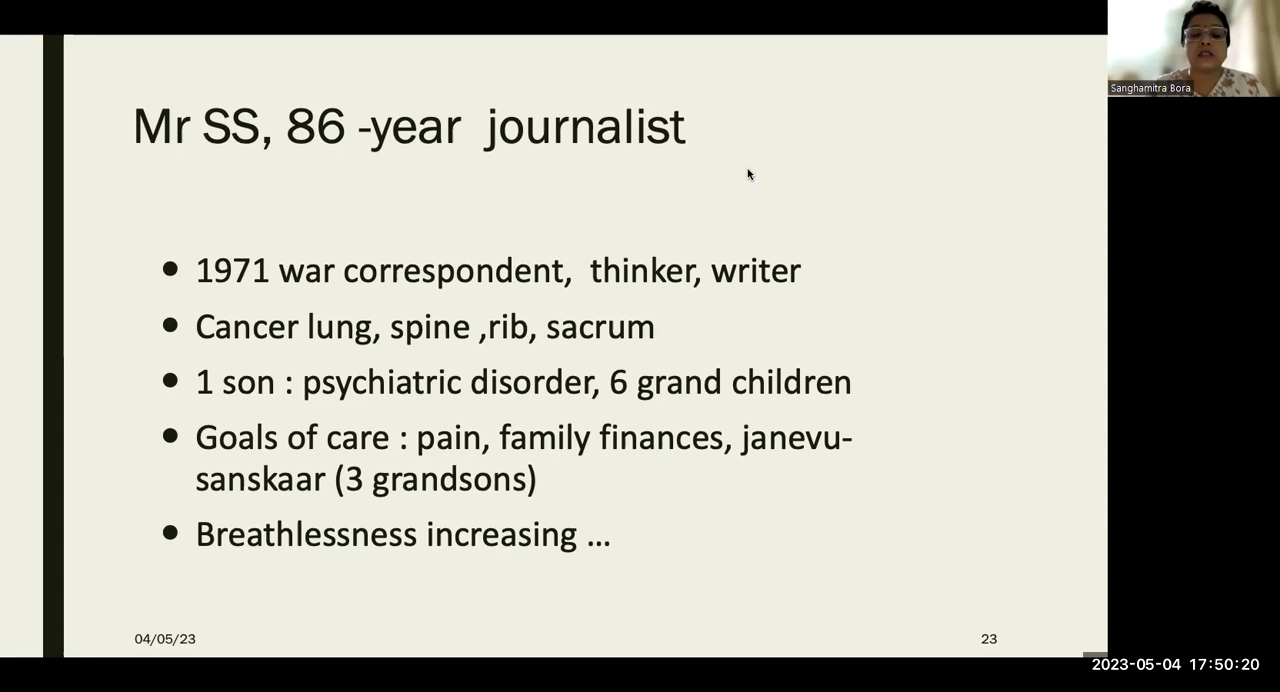 Mr SS, 86 -year journalist
• 1971 war correspondent, thinker, writer
• Cancer lung, spine ,rib, sacrum
• 1 son : psychiatric disorder, 6 grand children
• Goals of care : pain, family finances, janevu-
sanskaar (3 grandsons)
• Breathlessness increasing ...
04/05/23
23
Sanghamitra Bora
2023-05-04 17:50:20